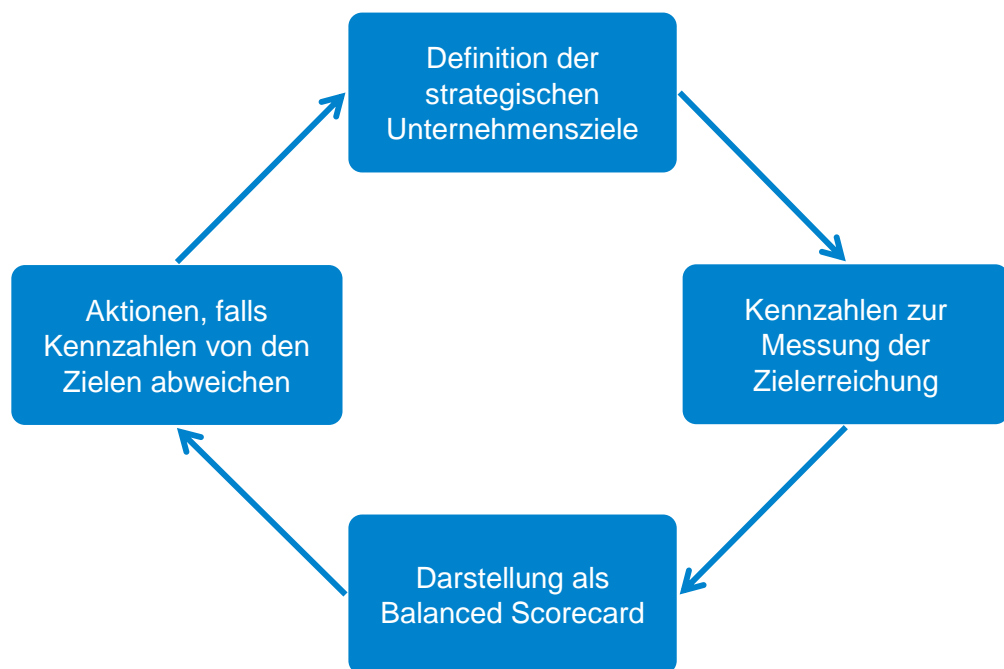 Definition der
strategischen
Unternehmensziele
Aktionen, falls
Kennzahlen von den
Zielen abweichen
Kennzahlen zur
Messung der
Zielerreichung
Darstellung als
Balanced Scorecard